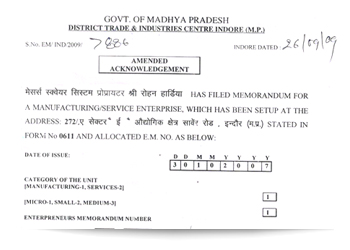 GOVT. OF MADHYA PRADESH
DISTRICT TRADE & INDUSTRIES CENTRE INDORE (M.P.)
S.No. EM/ IND/2009/ 7886 INDORE DATED : 26/09/09
AMENDED
ACKNOWLEDGEMENT
मेसर्स स्क्वेयर सिस्टम प्रोप्रायटर श्री रोहन हार्डिया HAS FILED MEMORANDUM FOR
A MANUFACTURING/SERVICE ENTERPRISE, WHICH HAS BEEN SETUP AT THE
ADDRESS: 272/ए सेक्टर" ई" औद्योगिक क्षेत्र सावेंर रोड , इन्दौर (म.प्र.) STATED IN
FORM No 0611 AND ALLOCATED E.M. NO. AS BELOW:
D D M M Y Y Y Y
DATE OF ISSUE: 3 0 1 0 2 0 0 7
CATEGORY OF THE UNIT
[MANUFACTURING-1, SERVICES-2] 1
[MICRO-1, SMALL-2, MEDIUM-3] 1
ENTERPRENEURS MEMORANDUM NUMBER